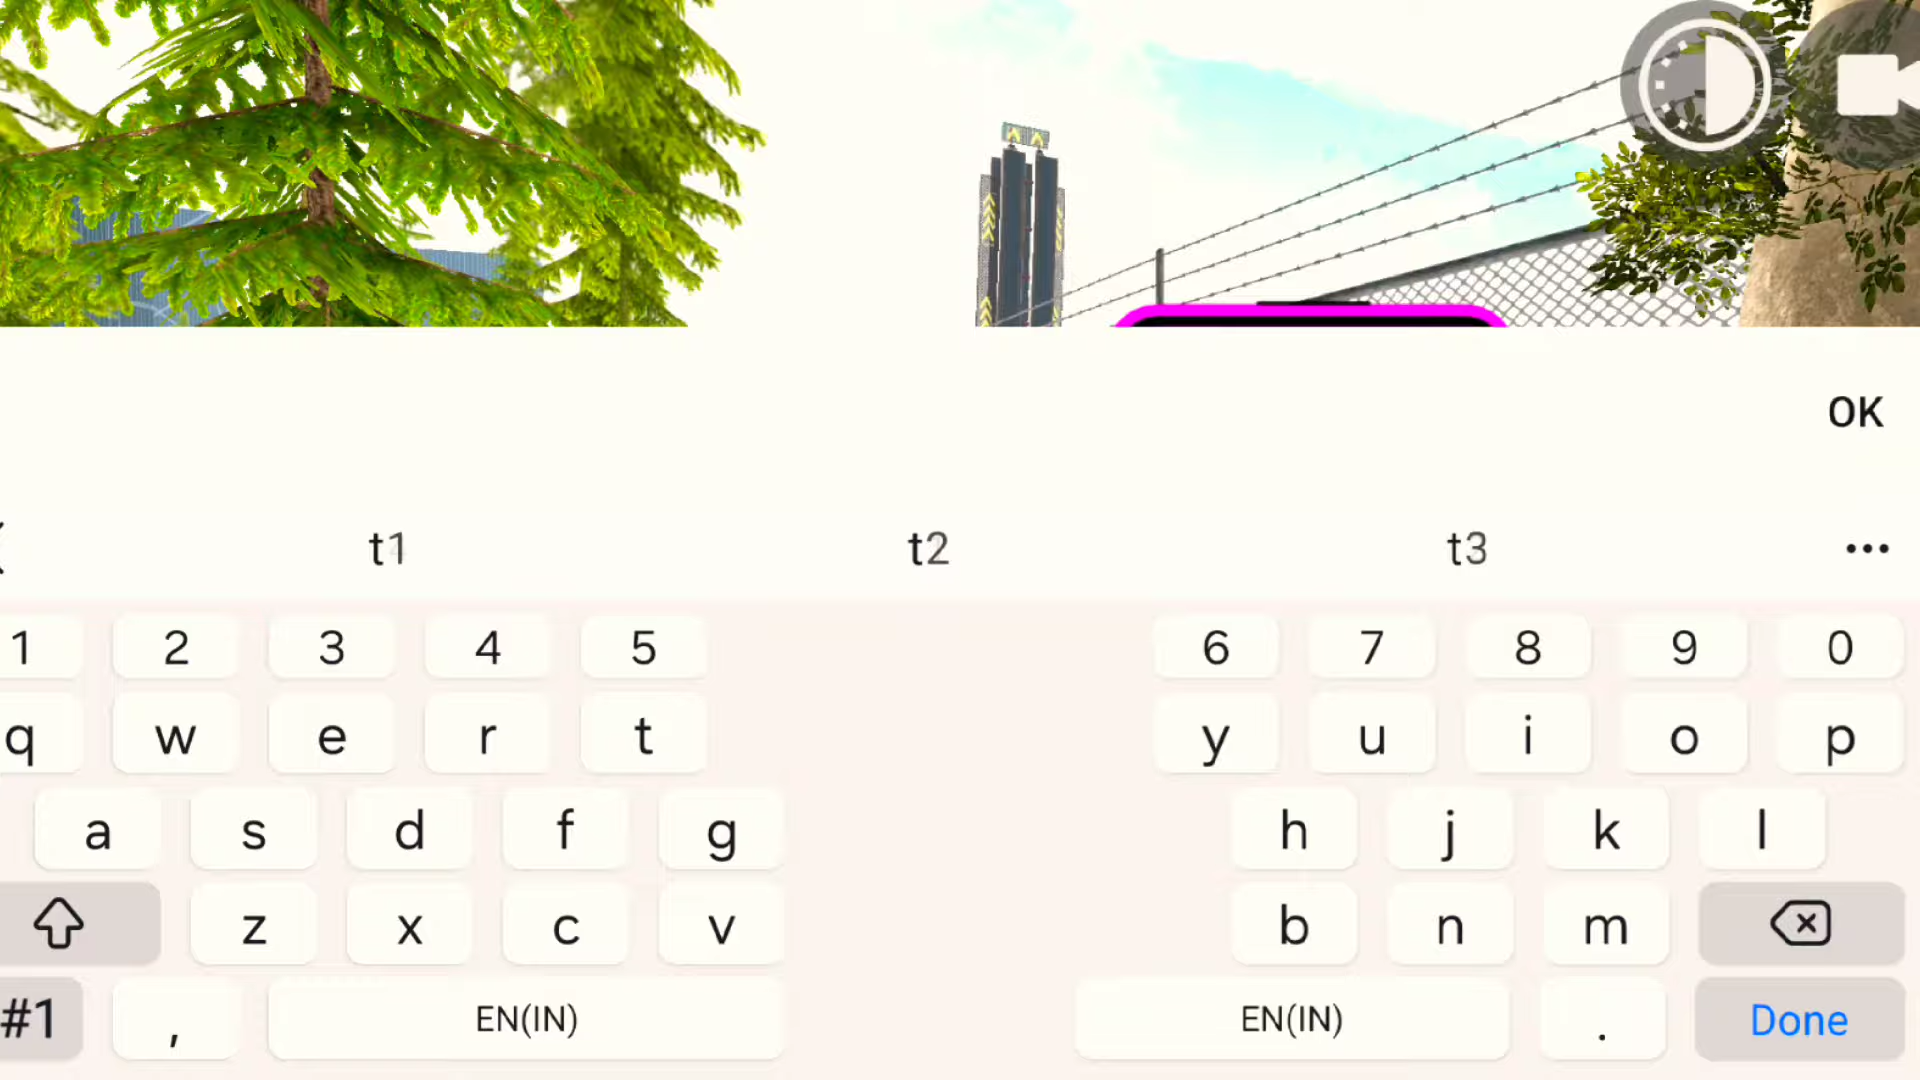 OK
t1 t2 t3 ...
1 2 3 4 5 6 7 8 9 0
q w e r t y u i o p
a s d f g h j k l
z x c v b n m
#1 , EN(IN) EN(IN) . Done